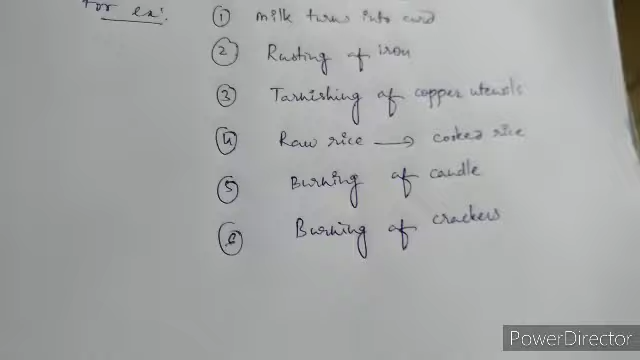 For ex:
① Milk turns into curd
② Rusting of iron
③ Tarnishing of copper utensils
④ Raw rice → cooked rice
⑤ Burning of candle
⑥ Burning of crackers
PowerDirector